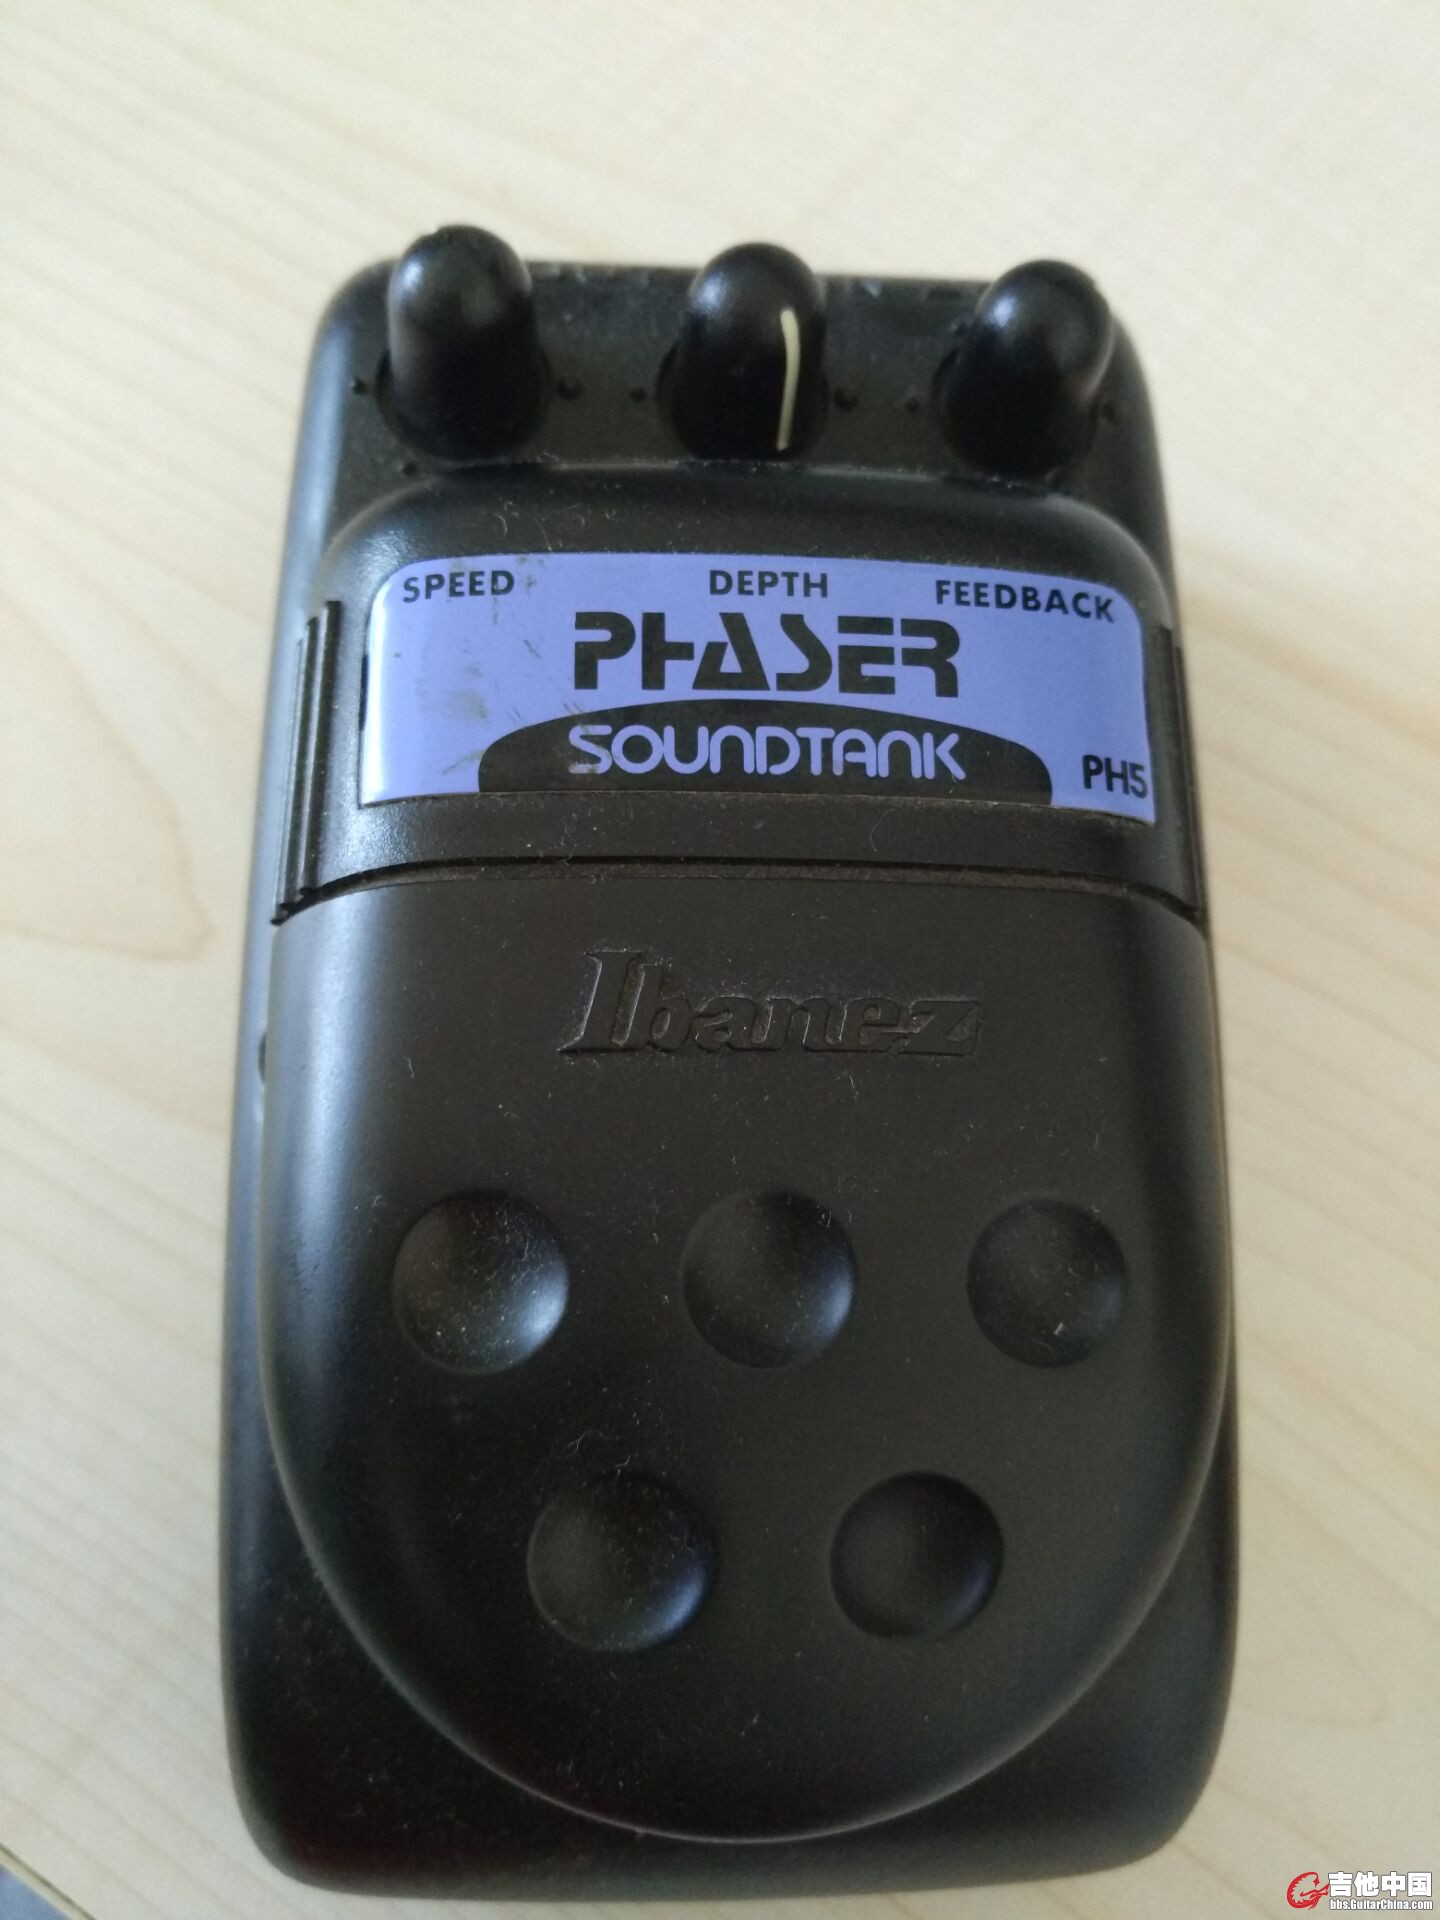 SPEED DEPTH FEEDBACK
PHASER
SOUNDTANK
PH5
Ibanez
吉他中国
bbs.GuitarChina.com